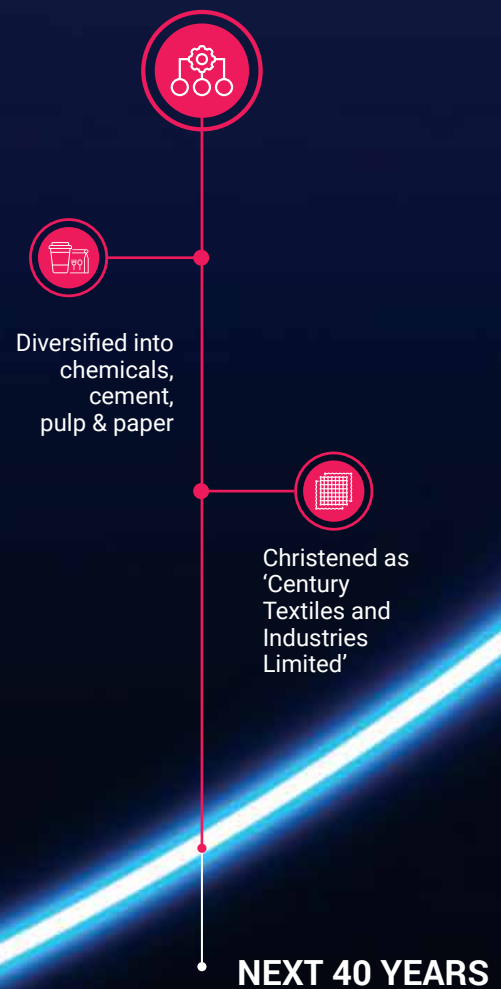 Diversified into
chemicals,
cement,
pulp & paper
Christened as
‘Century
Textiles and
Industries
Limited’
NEXT 40 YEARS